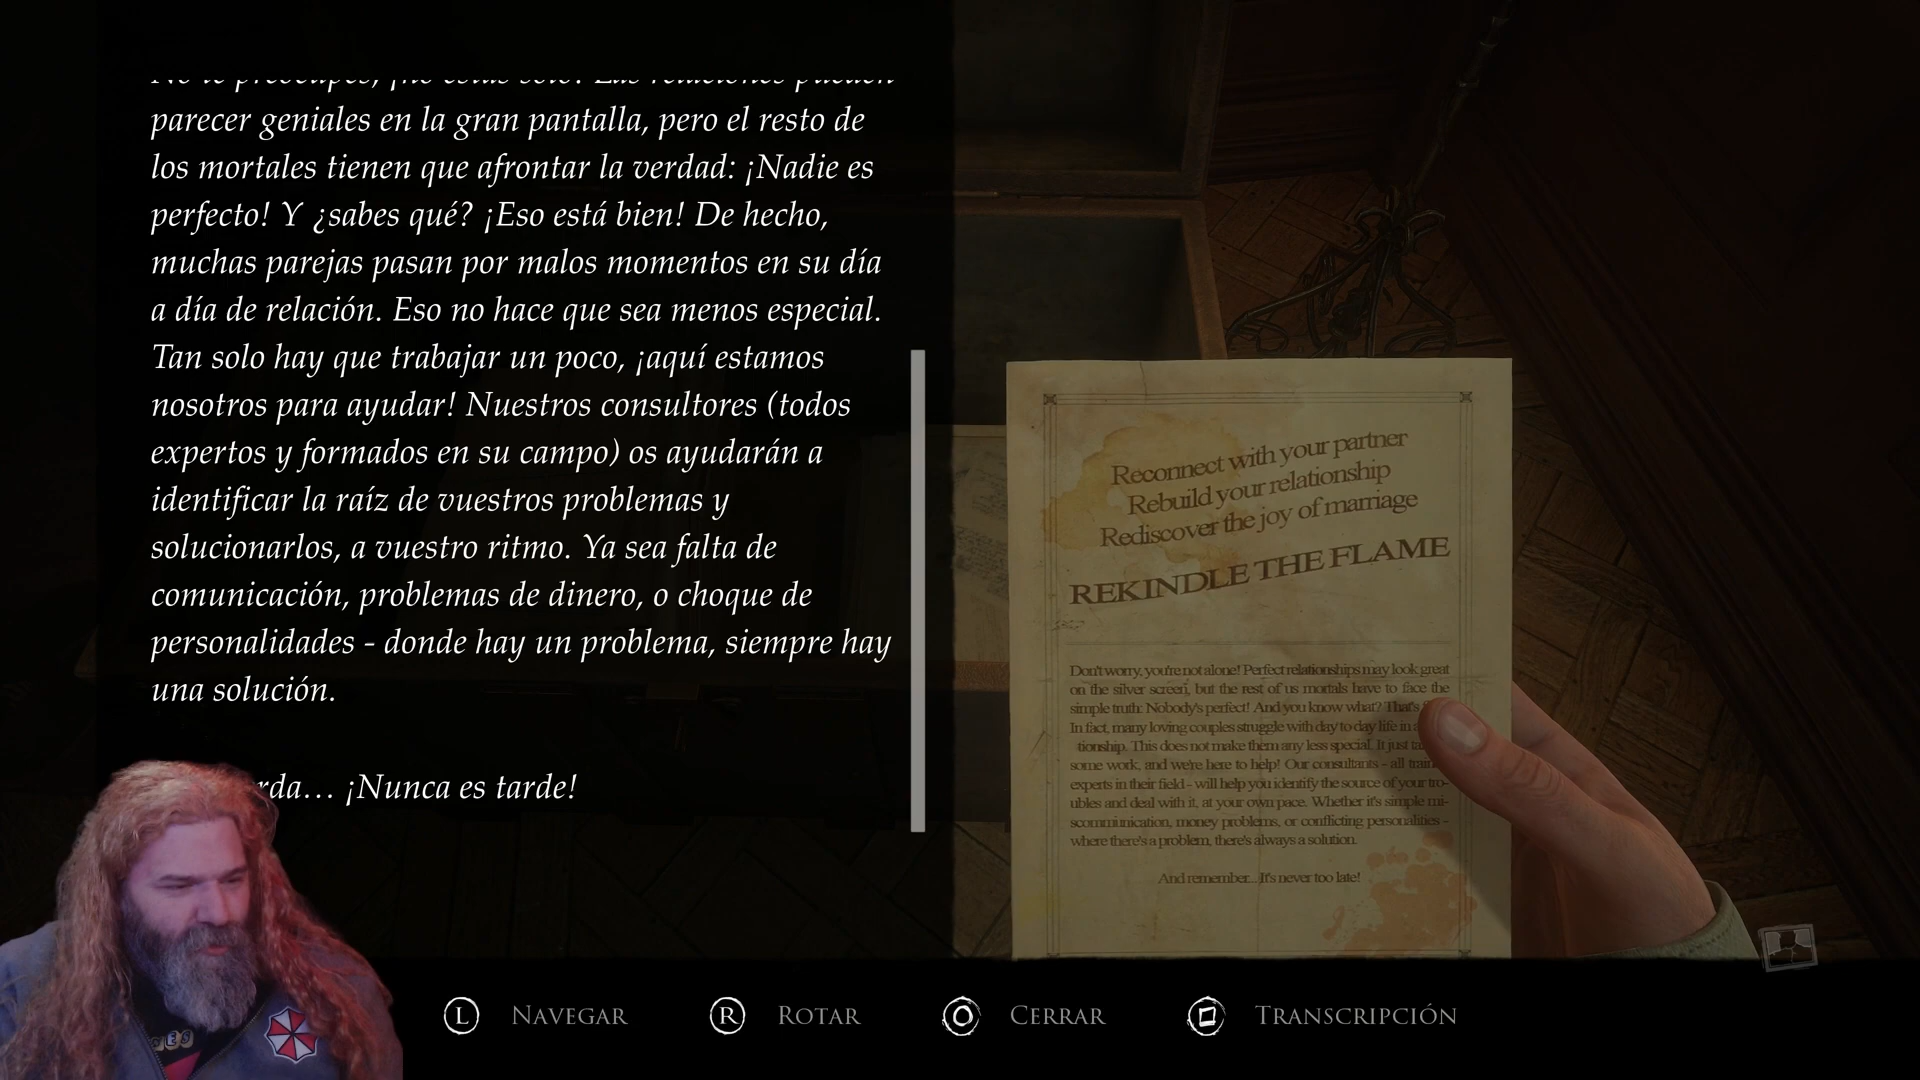 No te preocupes, ¡no estás solo! Las relaciones pueden
parecer geniales en la gran pantalla, pero el resto de
los mortales tienen que afrontar la verdad: ¡Nadie es
perfecto! Y ¿sabes qué? ¡Eso está bien! De hecho,
muchas parejas pasan por malos momentos en su día
a día de relación. Eso no hace que sea menos especial.
Tan solo hay que trabajar un poco, ¡aquí estamos
nosotros para ayudar! Nuestros consultores (todos
expertos y formados en su campo) os ayudarán a
identificar la raíz de vuestros problemas y
solucionarlos, a vuestro ritmo. Ya sea falta de
comunicación, problemas de dinero, o choque de
personalidades - donde hay un problema, siempre hay
una solución.
rda... ¡Nunca es tarde!
Reconnect with your partner
Rebuild your relationship
Rediscover the joy of marriage
REKINDLE THE FLAME
Don't worry, you're not alone! Perfect relationships may look great
on the silver screen, but the rest of us mortals have to face the
simple truth: Nobody's perfect! And you know what? That's
In fact, many loving couples struggle with day to day life in a
tionship. This does not make them any less special. It just ta
some work, and we're here to help! Our consultants - all train
experts in their field - will help you identify the source of your tro-
ubles and deal with it, at your own pace. Whether it's simple mi-
scommunication, money problems, or conflicting personalities -
where there's a problem, there's always a solution.
And remember... It's never too late!
L NAVEGAR R ROTAR CERRAR TRANSCRIPCIÓN